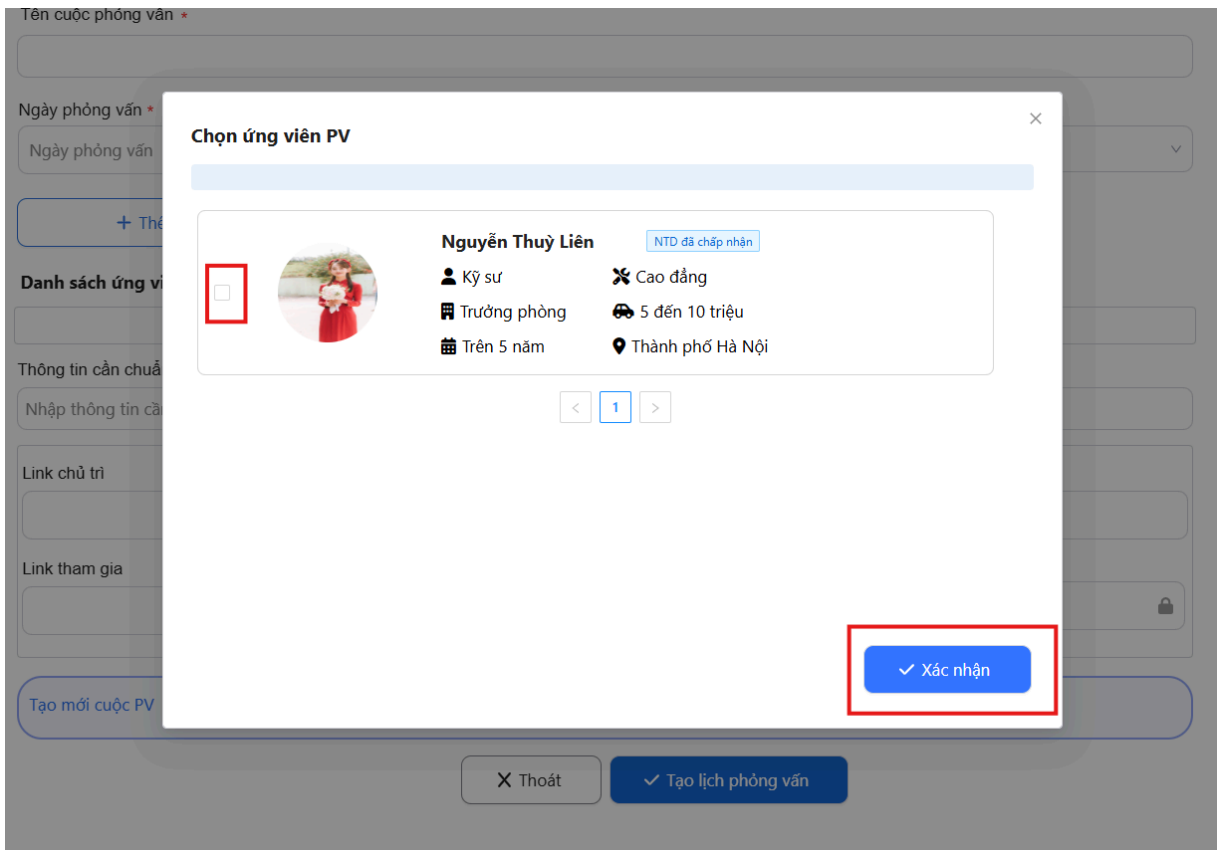 Tên cuộc phỏng vấn *
Ngày phỏng vấn *
Ngày phỏng vấn
Chọn ứng viên PV
+ Thê
Nguyễn Thuỳ Liên NTD đã chấp nhận
Kỹ sư Cao đẳng
Trưởng phòng 5 đến 10 triệu
Trên 5 năm Thành phố Hà Nội
Danh sách ứng vi
Thông tin cần chuẩ
Nhập thông tin cầ
< 1 >
Link chủ trì
Link tham gia
Xác nhận
Tạo mới cuộc PV
X Thoát Tạo lịch phỏng vấn